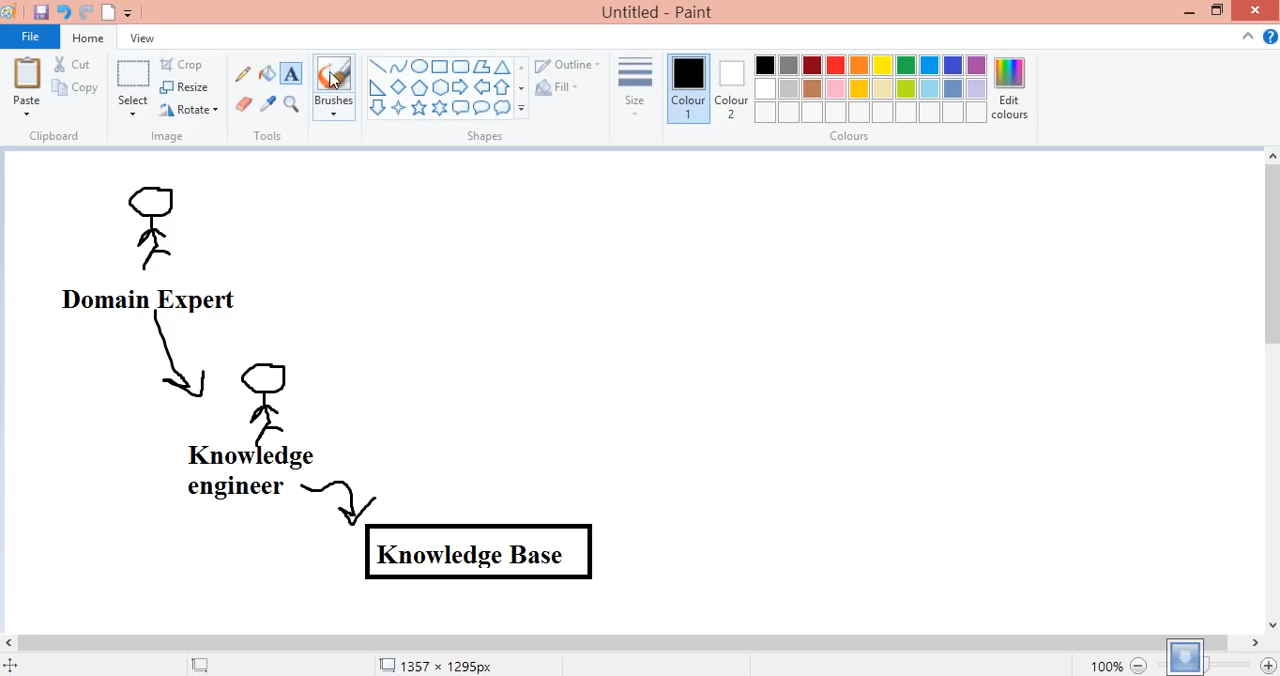 Untitled - Paint
File
Home
View
Paste
Cut
Copy
Clipboard
Select
Crop
Resize
Rotate
Image
A
Tools
Brushes
Outline
Fill
Shapes
Size
Colour
1
Colour
2
Edit
colours
Colours
Domain Expert
Knowledge
engineer
Knowledge Base
1357 × 1295px
100%